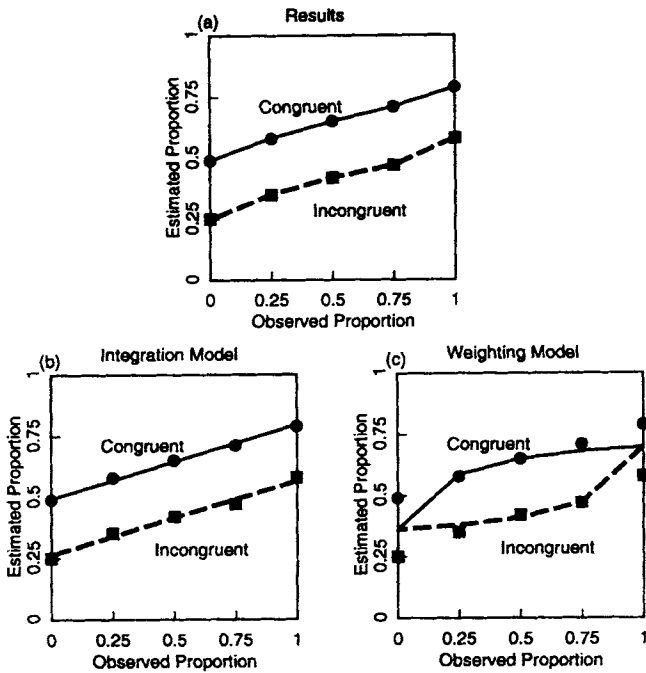 (a)
Results
1
0.75
0.5
0.25
0
Estimated Proportion
Congruent
Incongruent
0 0.25 0.5 0.75 1
Observed Proportion
(b)
Integration Model
1
0.75
0.5
0.25
0
Estimated Proportion
Congruent
Incongruent
0 0.25 0.5 0.75 1
Observed Proportion
(c)
Weighting Model
1
0.75
0.5
0.25
0
Estimated Proportion
Congruent
Incongruent
0 0.25 0.5 0.75 1
Observed Proportion